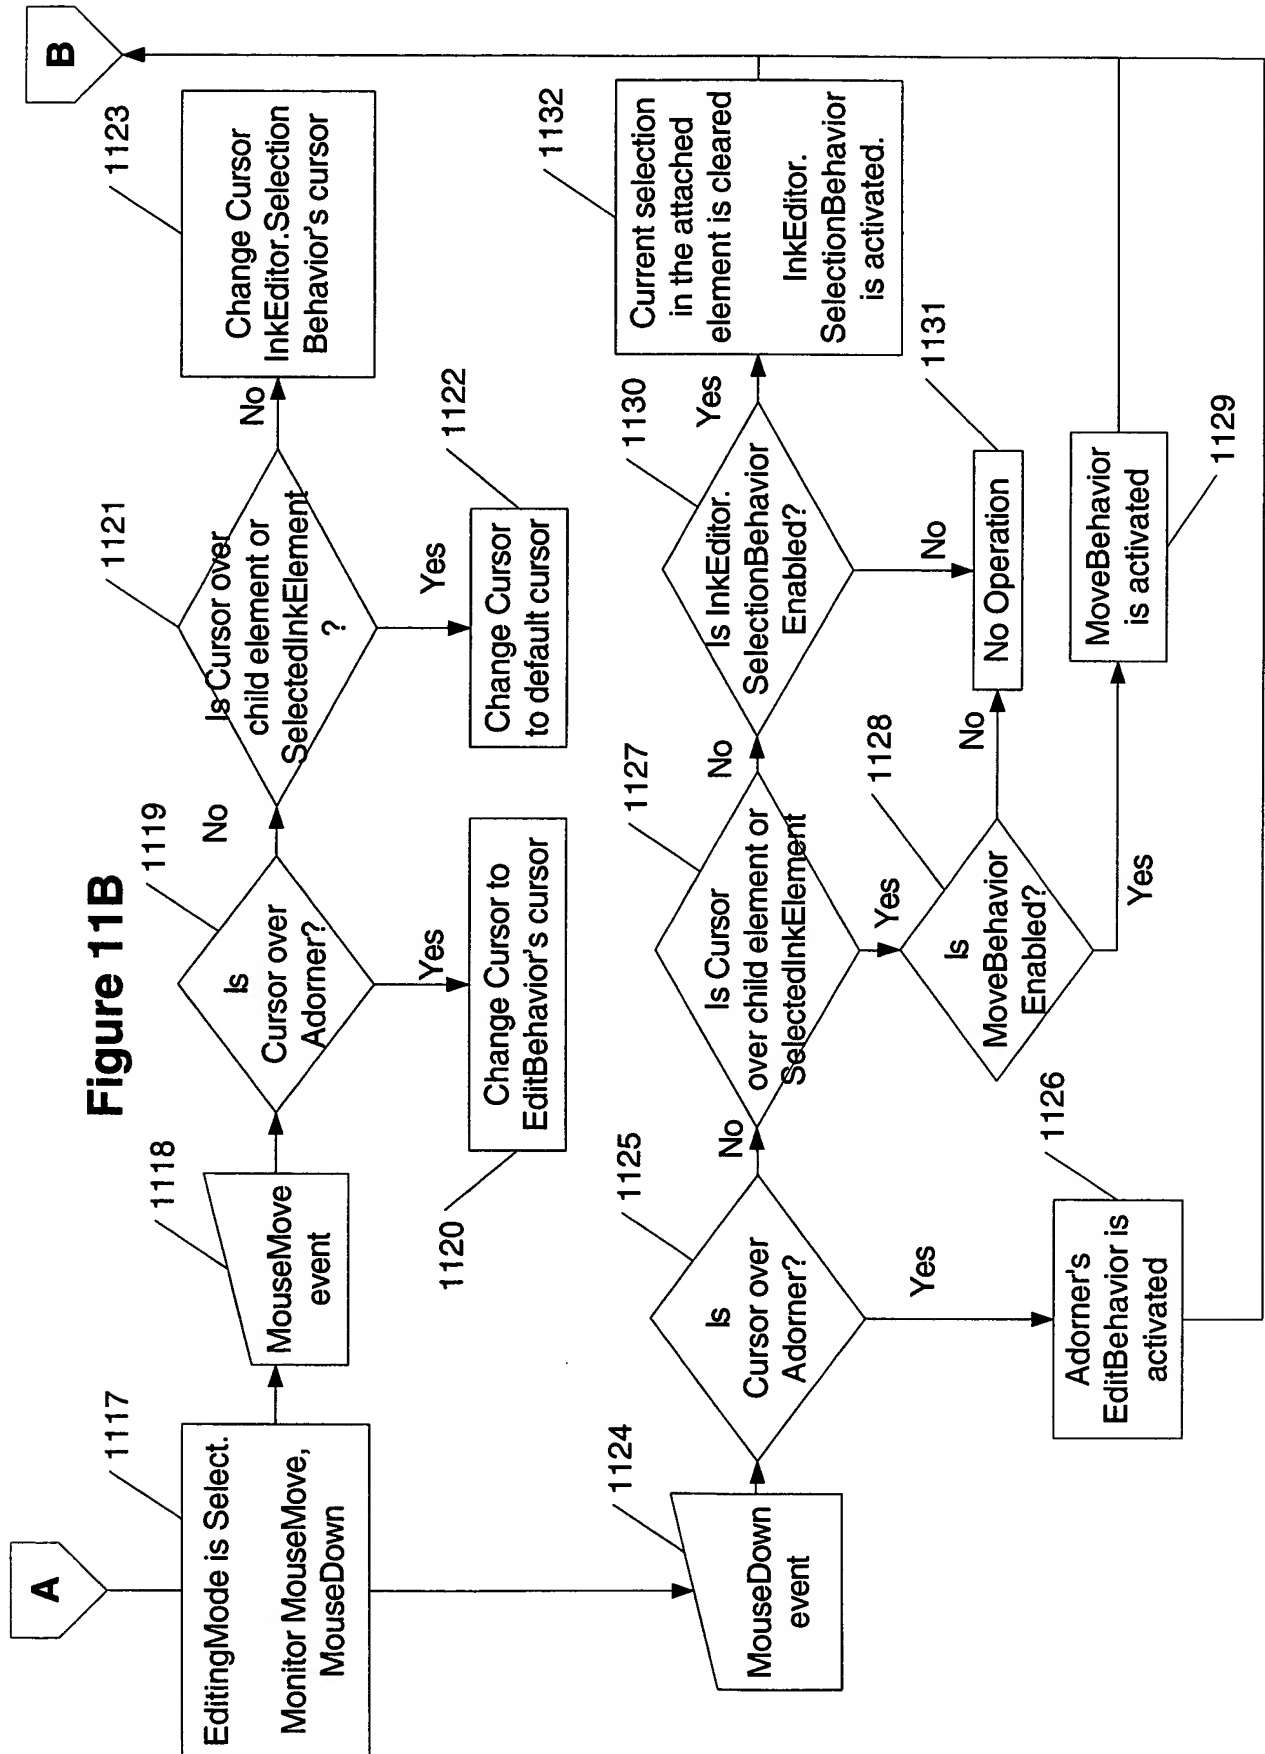 Figure 11B
A
1117
EditingMode is Select.
Monitor MouseMove,
MouseDown
1118
MouseMove
event
1119
Is
Cursor over
Adorner?
No
Yes
1120
Change Cursor to
EditBehavior's cursor
1121
Is Cursor over
child element or
SelectedInkElement
?
No
Yes
1122
Change Cursor
to default cursor
1123
Change Cursor
InkEditor.Selection
Behavior's cursor
B
1124
MouseDown
event
1125
Is
Cursor over
Adorner?
No
Yes
1126
Adorner's
EditBehavior is
activated
1127
Is Cursor
over child element or
SelectedInkElement
No
Yes
1128
Is
MoveBehavior
Enabled?
No
Yes
1129
MoveBehavior
is activated
1130
Is InkEditor.
SelectionBehavior
Enabled?
Yes
No
1131
No Operation
1132
Current selection
in the attached
element is cleared
InkEditor.
SelectionBehavior
is activated.